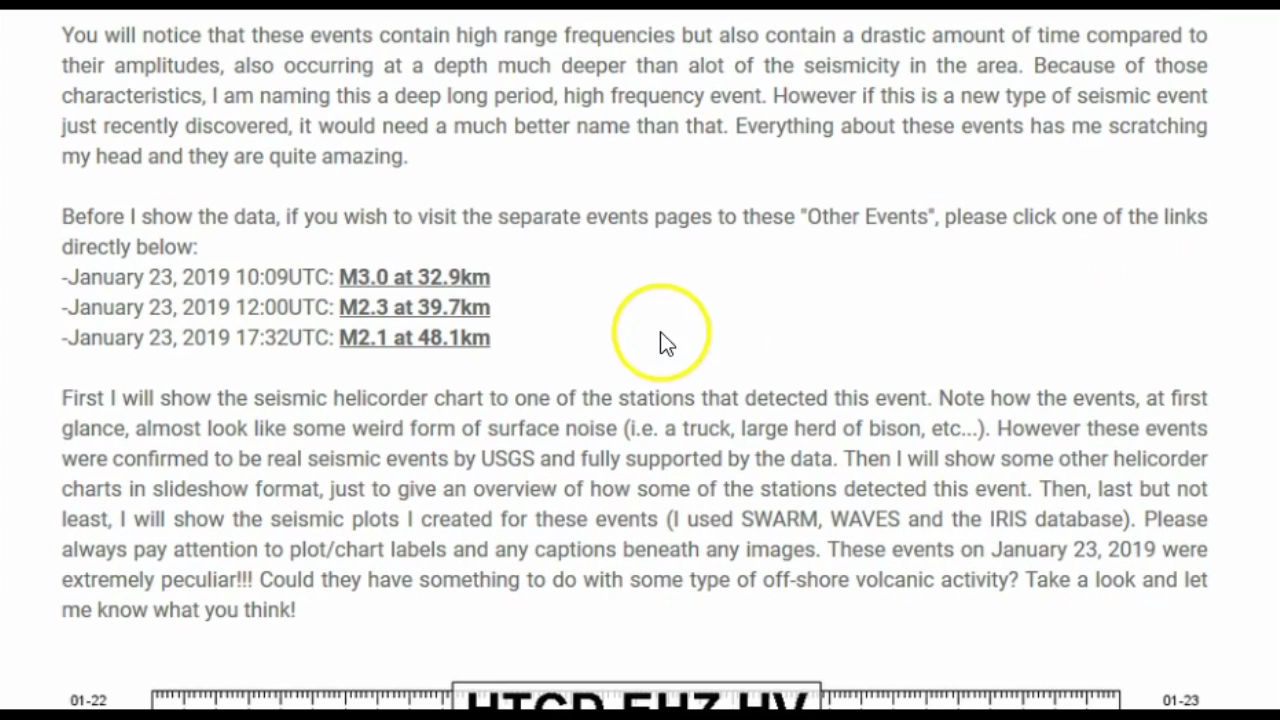 You will notice that these events contain high range frequencies but also contain a drastic amount of time compared to
their amplitudes, also occurring at a depth much deeper than alot of the seismicity in the area. Because of those
characteristics, I am naming this a deep long period, high frequency event. However if this is a new type of seismic event
just recently discovered, it would need a much better name than that. Everything about these events has me scratching
my head and they are quite amazing.
Before I show the data, if you wish to visit the separate events pages to these "Other Events", please click one of the links
directly below:
-January 23, 2019 10:09UTC: M3.0 at 32.9km
-January 23, 2019 12:00UTC: M2.3 at 39.7km
-January 23, 2019 17:32UTC: M2.1 at 48.1km
First I will show the seismic helicorder chart to one of the stations that detected this event. Note how the events, at first
glance, almost look like some weird form of surface noise (i.e. a truck, large herd of bison, etc...). However these events
were confirmed to be real seismic events by USGS and fully supported by the data. Then I will show some other helicorder
charts in slideshow format, just to give an overview of how some of the stations detected this event. Then, last but not
least, I will show the seismic plots I created for these events (I used SWARM, WAVES and the IRIS database). Please
always pay attention to plot/chart labels and any captions beneath any images. These events on January 23, 2019 were
extremely peculiar!!! Could they have something to do with some type of off-shore volcanic activity? Take a look and let
me know what you think!
01-22 01-23